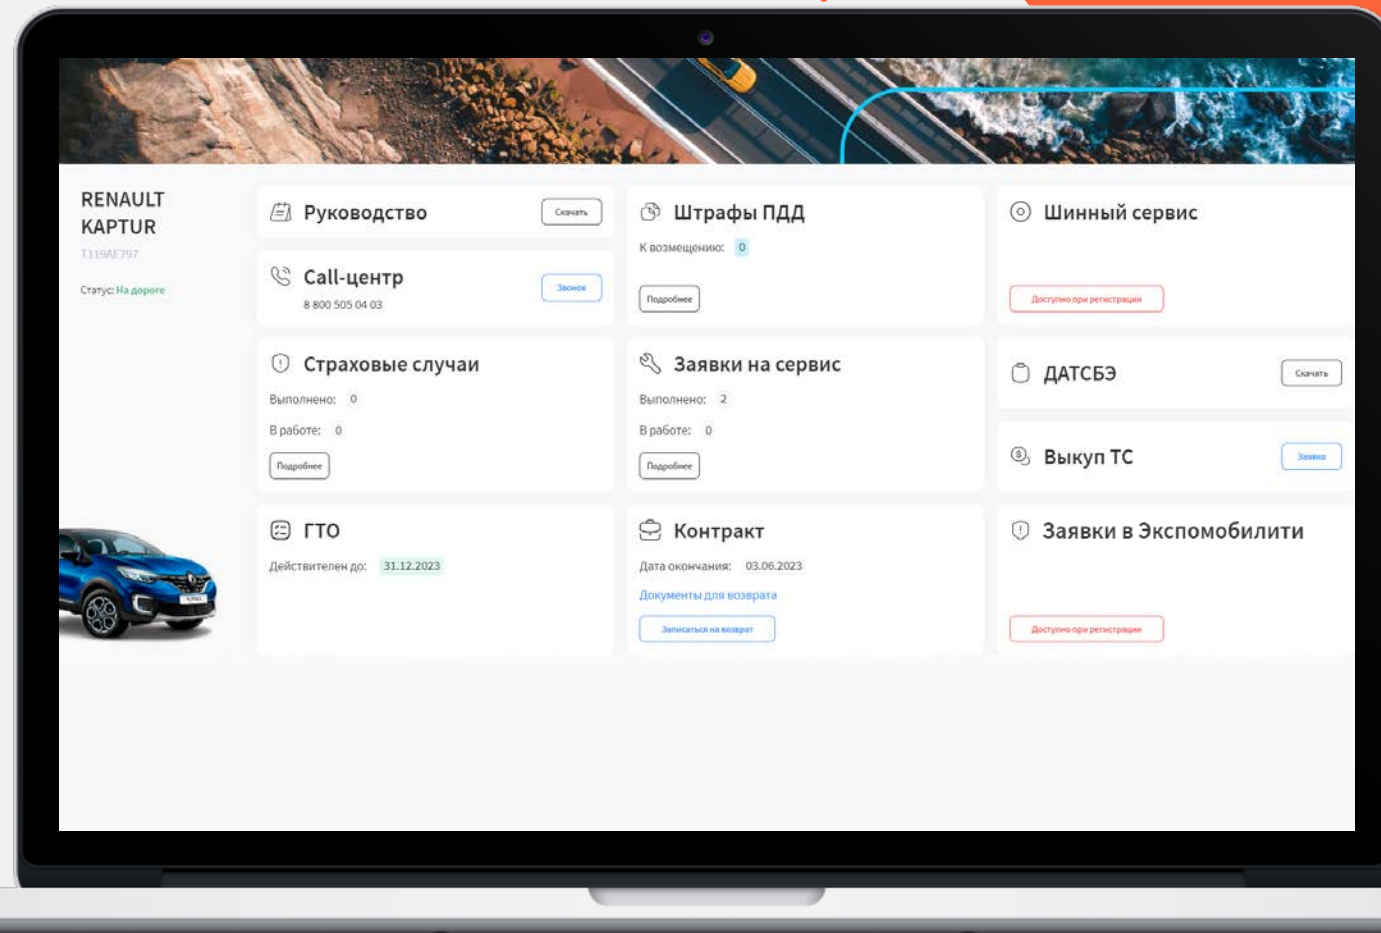 RENAULT
KAPTUR
Т119АЕ797
Статус: На дороге
Руководство
Скачать
Call-центр
8 800 505 04 03
Звонок
Штрафы ПДД
К возмещению: 0
Подробнее
Шинный сервис
Доступно при регистрации
Страховые случаи
Выполнено: 0
В работе: 0
Подробнее
Заявки на сервис
Выполнено: 2
В работе: 0
Подробнее
ДАТСБЭ
Скачать
Выкуп ТС
Заявка
ГТО
Действителен до: 31.12.2023
Контракт
Дата окончания: 03.06.2023
Документы для возврата
Записаться на возврат
Заявки в Экспомобилити
Доступно при регистрации